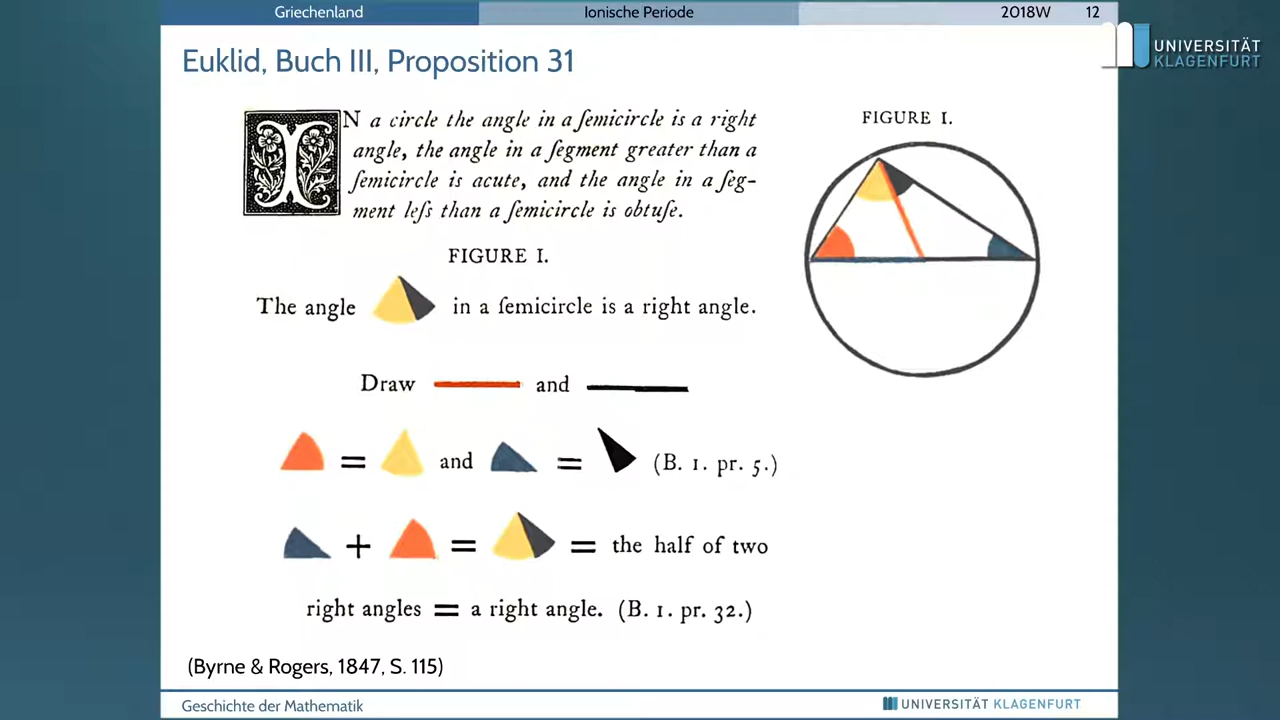 Griechenland Ionische Periode 2018W 12
UNIVERSITÄT
KLAGENFURT
Euklid, Buch III, Proposition 31
IN a circle the angle in a ſemicircle is a right
angle, the angle in a ſegment greater than a
ſemicircle is acute, and the angle in a ſeg-
ment leſs than a ſemicircle is obtuſe.
FIGURE I.
FIGURE I.
The angle in a ſemicircle is a right angle.
Draw and
= and = (B. 1. pr. 5.)
+ = = the half of two
right angles = a right angle. (B. 1. pr. 32.)
(Byrne & Rogers, 1847, S. 115)
Geschichte der Mathematik UNIVERSITÄT KLAGENFURT